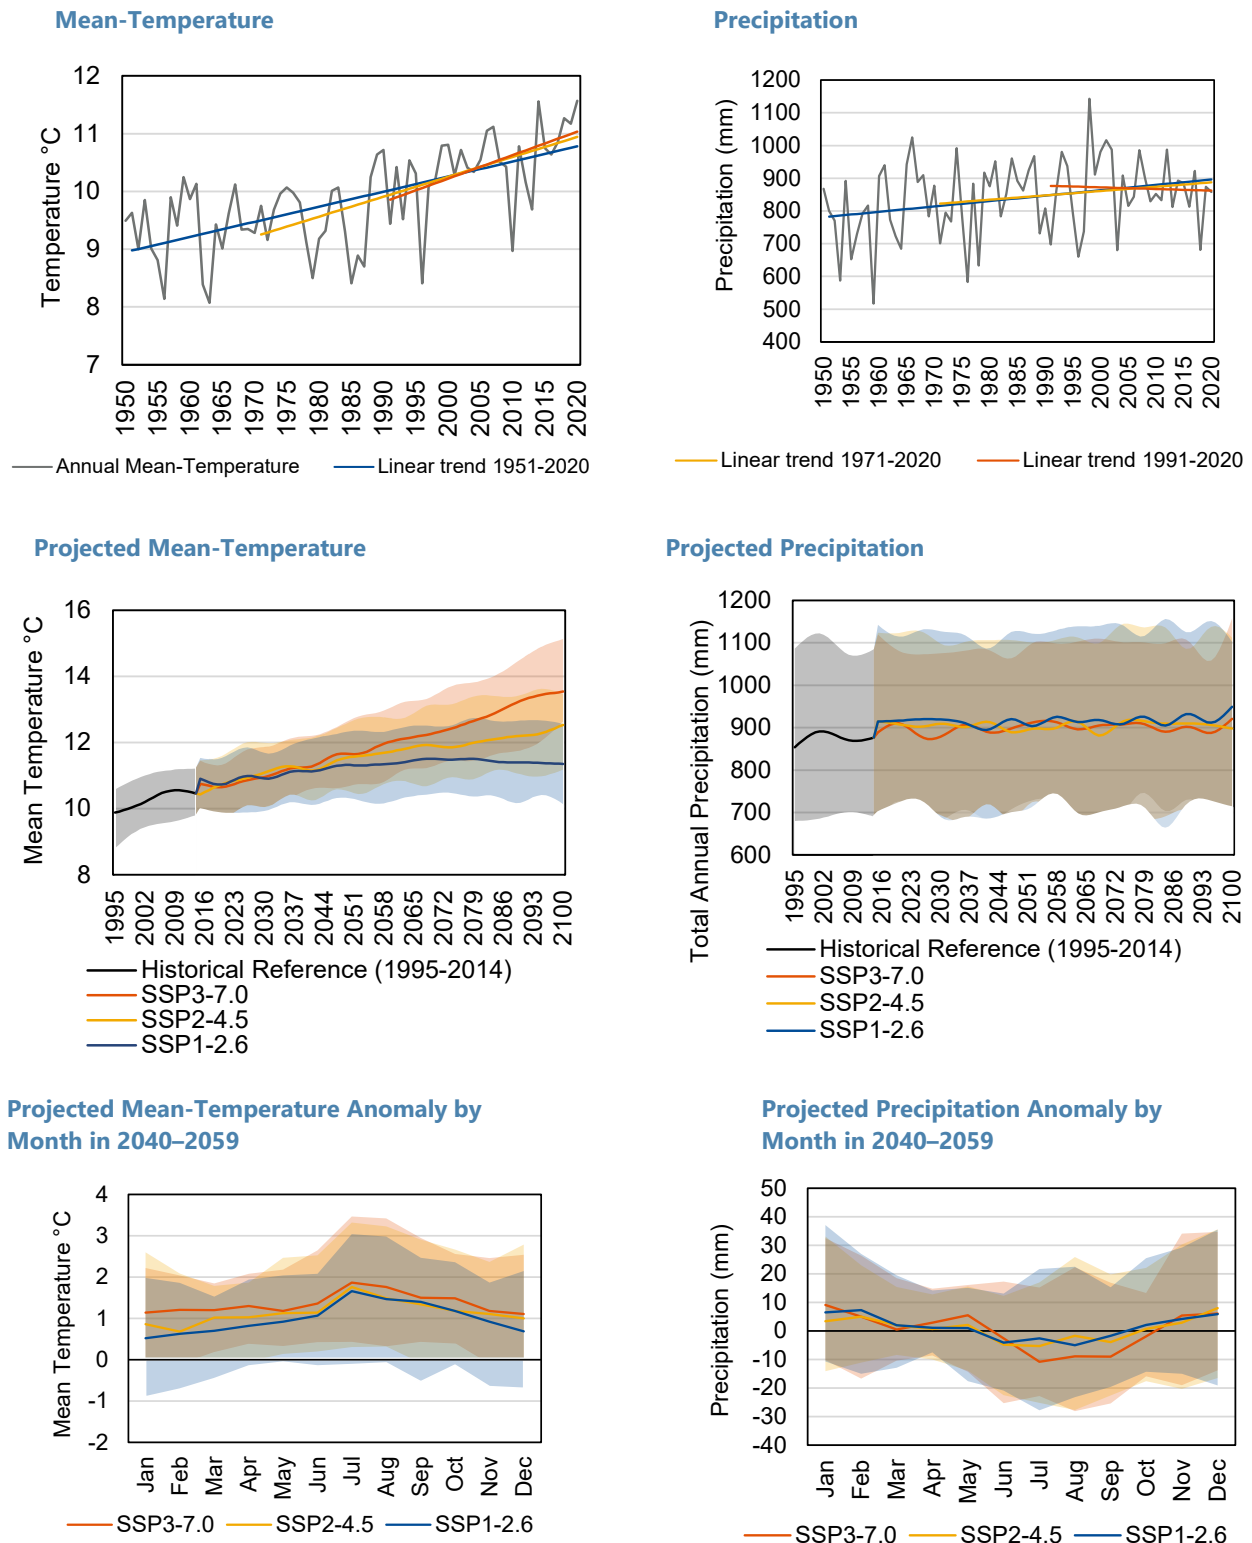 Mean-Temperature
Temperature °C
12
11
10
9
8
7
1950
1955
1960
1965
1970
1975
1980
1985
1990
1995
2000
2005
2010
2015
2020
Annual Mean-Temperature
Linear trend 1951-2020
Precipitation
Precipitation (mm)
1200
1100
1000
900
800
700
600
500
400
1950
1955
1960
1965
1970
1975
1980
1985
1990
1995
2000
2005
2010
2015
2020
Linear trend 1971-2020
Linear trend 1991-2020
Projected Mean-Temperature
Mean Temperature °C
16
14
12
10
8
1995
2002
2009
2016
2023
2030
2037
2044
2051
2058
2065
2072
2079
2086
2093
2100
Historical Reference (1995-2014)
SSP3-7.0
SSP2-4.5
SSP1-2.6
Projected Precipitation
Total Annual Precipitation (mm)
1200
1100
1000
900
800
700
600
1995
2002
2009
2016
2023
2030
2037
2044
2051
2058
2065
2072
2079
2086
2093
2100
Historical Reference (1995-2014)
SSP3-7.0
SSP2-4.5
SSP1-2.6
Projected Mean-Temperature Anomaly by
Month in 2040–2059
Mean Temperature °C
4
3
2
1
0
-1
-2
Jan
Feb
Mar
Apr
May
Jun
Jul
Aug
Sep
Oct
Nov
Dec
SSP3-7.0
SSP2-4.5
SSP1-2.6
Projected Precipitation Anomaly by
Month in 2040–2059
Precipitation (mm)
50
40
30
20
10
0
-10
-20
-30
-40
Jan
Feb
Mar
Apr
May
Jun
Jul
Aug
Sep
Oct
Nov
Dec
SSP3-7.0
SSP2-4.5
SSP1-2.6